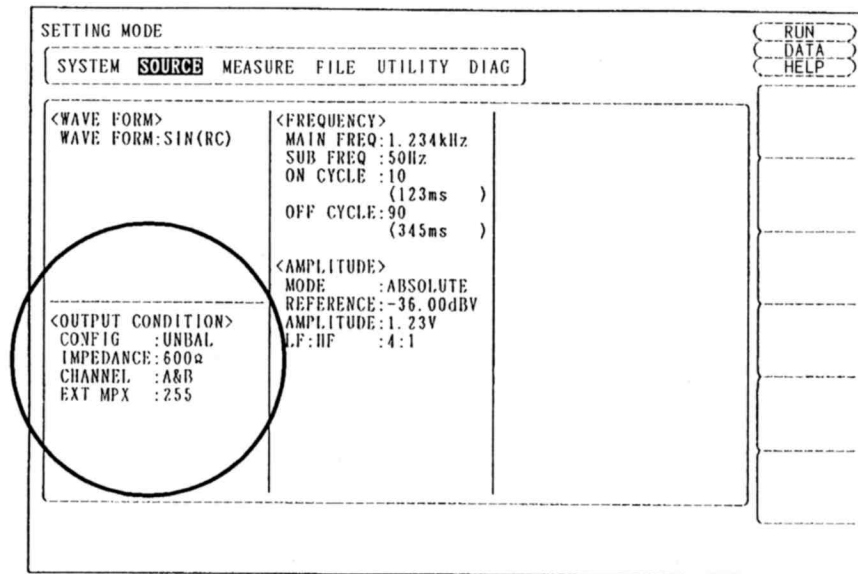 SETTING MODE
SYSTEM SOURCE MEASURE FILE UTILITY DIAG
RUN
DATA
HELP
<WAVE FORM>
WAVE FORM:SIN(RC)
<OUTPUT CONDITION>
CONFIG :UNBAL
IMPEDANCE:600Ω
CHANNEL :A&B
EXT MPX :255
<FREQUENCY>
MAIN FREQ:1.234kHz
SUB FREQ :50Hz
ON CYCLE :10
(123ms )
OFF CYCLE:90
(345ms )
<AMPLITUDE>
MODE :ABSOLUTE
REFERENCE:-36.00dBV
AMPLITUDE:1.23V
LF:HF :4:1